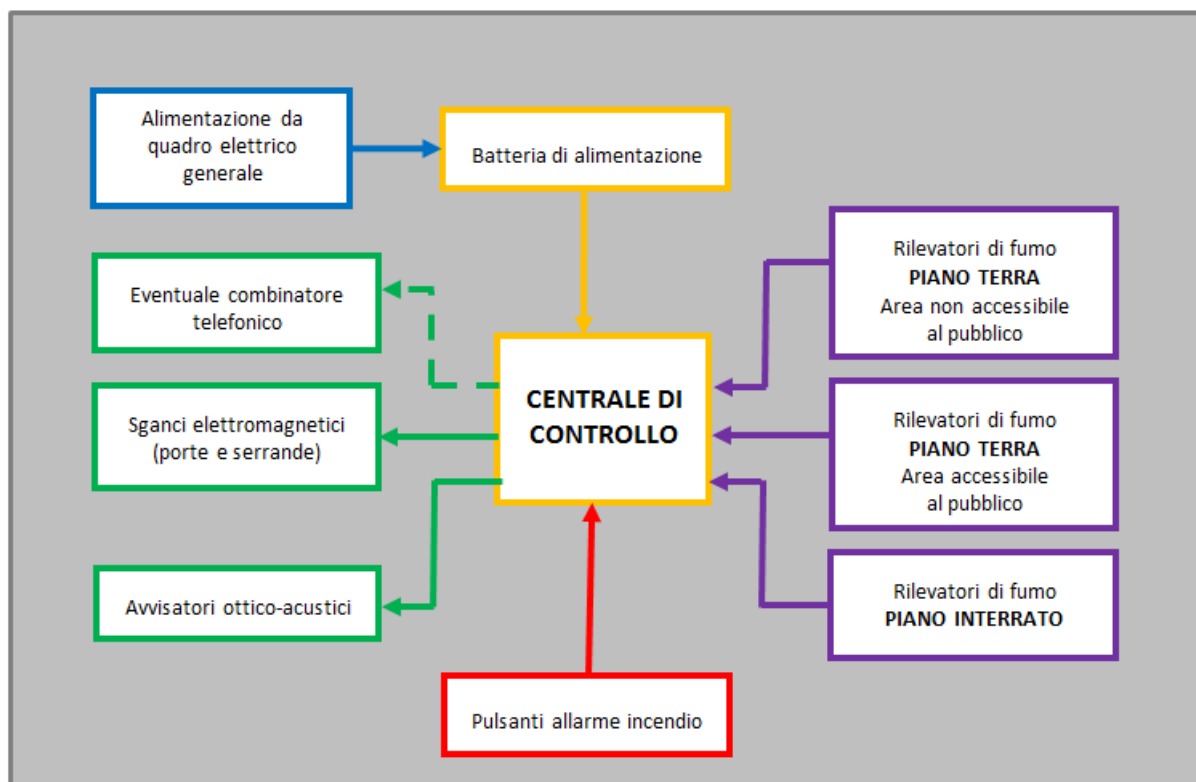 Alimentazione da
quadro elettrico
generale
Batteria di alimentazione
Rilevatori di fumo
PIANO TERRA
Area non accessibile
al pubblico
Eventuale combinatore
telefonico
CENTRALE DI
CONTROLLO
Sganci elettromagnetici
(porte e serrande)
Rilevatori di fumo
PIANO TERRA
Area accessibile
al pubblico
Avvisatori ottico-acustici
Rilevatori di fumo
PIANO INTERRATO
Pulsanti allarme incendio